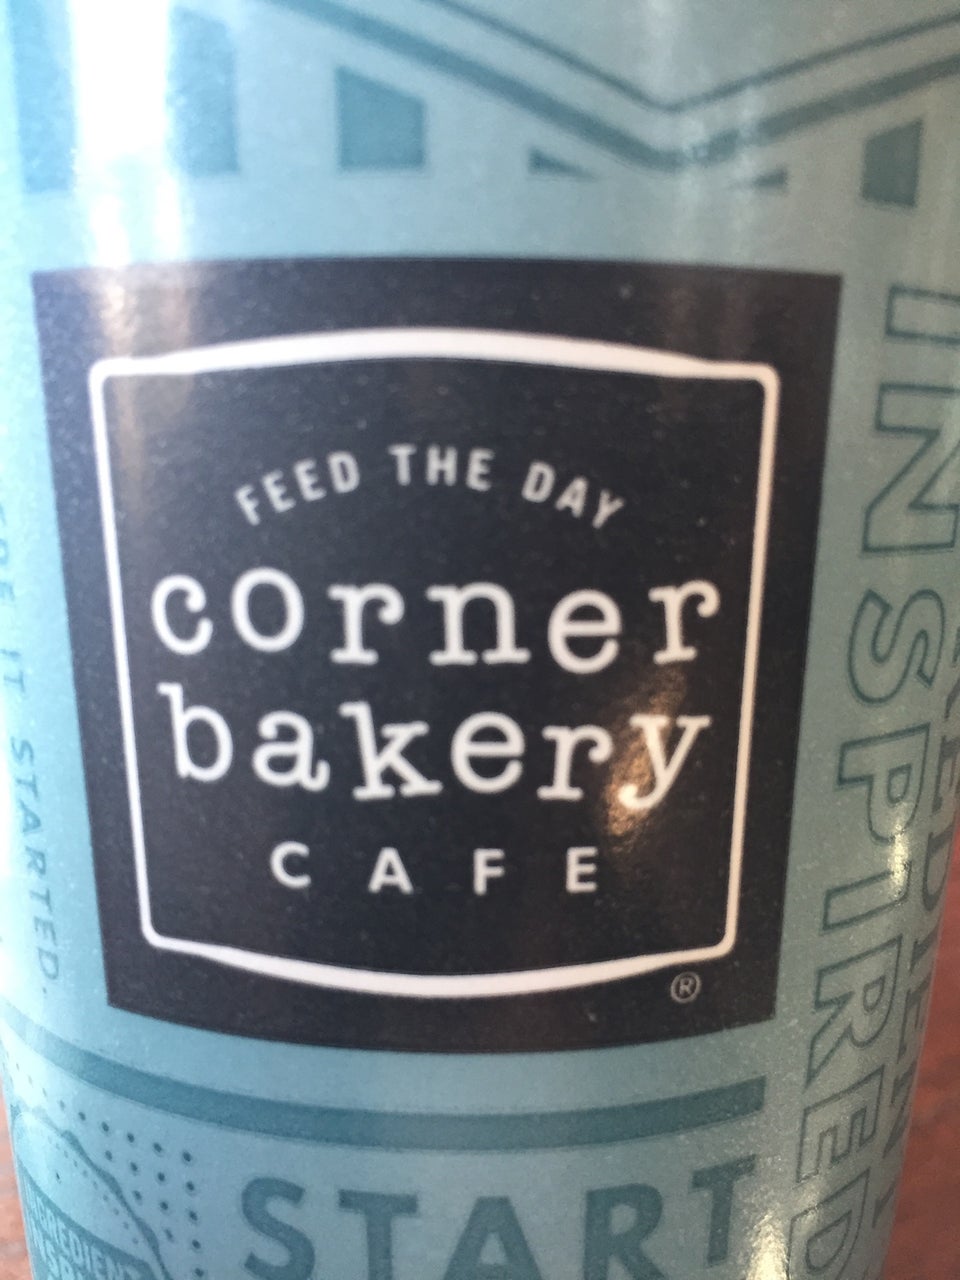 FEED THE DAY
corner
bakery
CAFE
®
INSPIRED
IT STARTED.
START